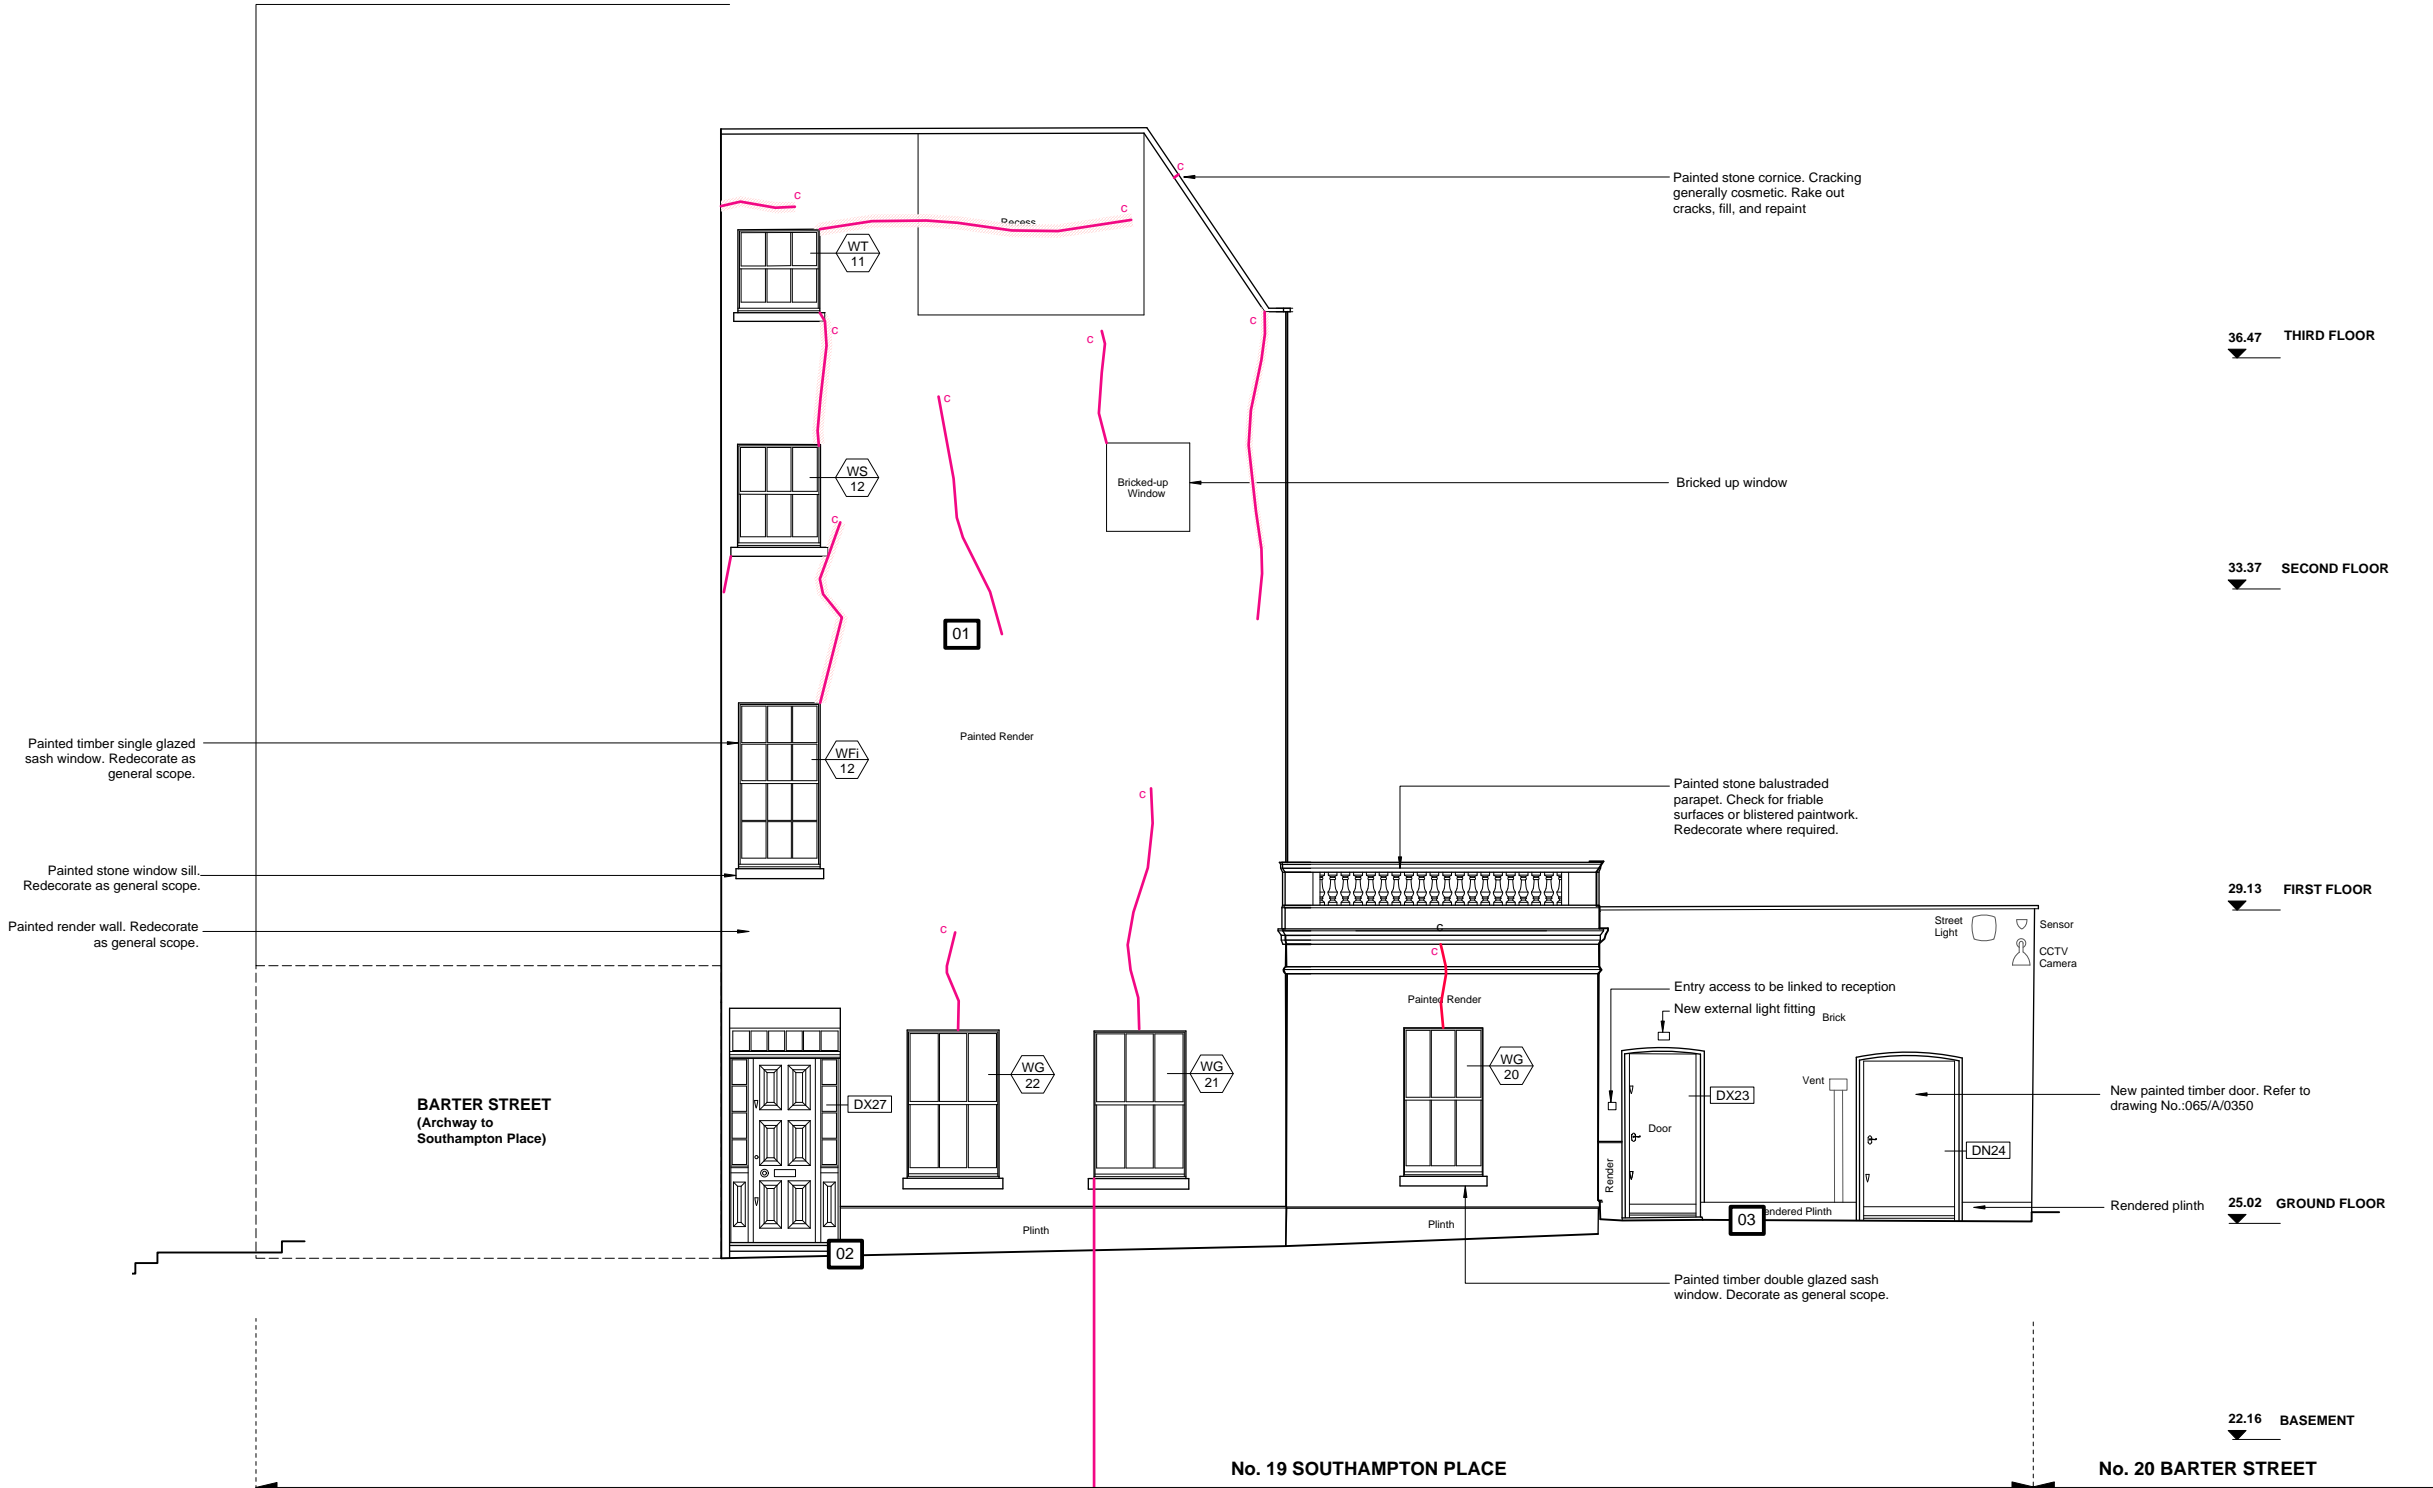 C
Painted stone cornice. Cracking
generally cosmetic. Rake out
cracks, fill, and repaint
C
C
Recess
WT
11
C
C
C
36.47 THIRD FLOOR
C
WS
12
Bricked-up
Window
Bricked up window
C
33.37 SECOND FLOOR
01
Painted Render
Painted timber single glazed
sash window. Redecorate as
general scope.
WFi
12
C
Painted stone balustraded
parapet. Check for friable
surfaces or blistered paintwork.
Redecorate where required.
Painted stone window sill.
Redecorate as general scope.
29.13 FIRST FLOOR
Painted render wall. Redecorate
as general scope.
C
C
C
Street
Light
Sensor
CCTV
Camera
Painted Render
Entry access to be linked to reception
New external light fitting
Brick
WG
22
WG
21
WG
20
Vent
DX27
DX23
Door
DN24
New painted timber door. Refer to
drawing No.:065/A/0350
BARTER STREET
(Archway to
Southampton Place)
Render
Rendered plinth
25.02 GROUND FLOOR
Plinth
Plinth
03
endered Plinth
02
Painted timber double glazed sash
window. Decorate as general scope.
22.16 BASEMENT
No. 19 SOUTHAMPTON PLACE
No. 20 BARTER STREET